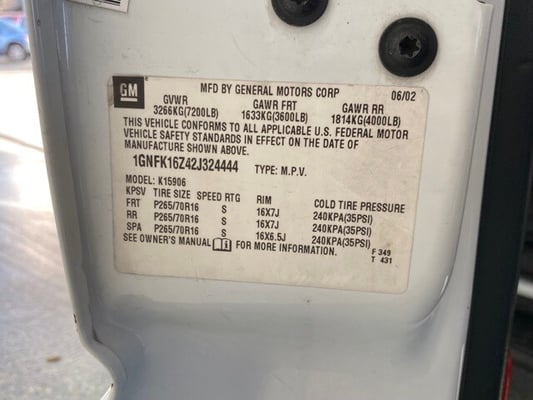 GM
MFD BY GENERAL MOTORS CORP 06/02
GVWR GAWR FRT GAWR RR
3266KG(7200LB) 1633KG(3600LB) 1814KG(4000LB)
THIS VEHICLE CONFORMS TO ALL APPLICABLE U.S. FEDERAL MOTOR
VEHICLE SAFETY STANDARDS IN EFFECT ON THE DATE OF
MANUFACTURE SHOWN ABOVE.
1GNFK16Z42J324444 TYPE: M.P.V.
MODEL: K15906
KPSV TIRE SIZE SPEED RTG RIM COLD TIRE PRESSURE
FRT P265/70R16 S 16X7J 240KPA(35PSI)
RR P265/70R16 S 16X7J 240KPA(35PSI)
SPA P265/70R16 S 16X6.5J 240KPA(35PSI)
SEE OWNER'S MANUAL FOR MORE INFORMATION.
F 349
T 431